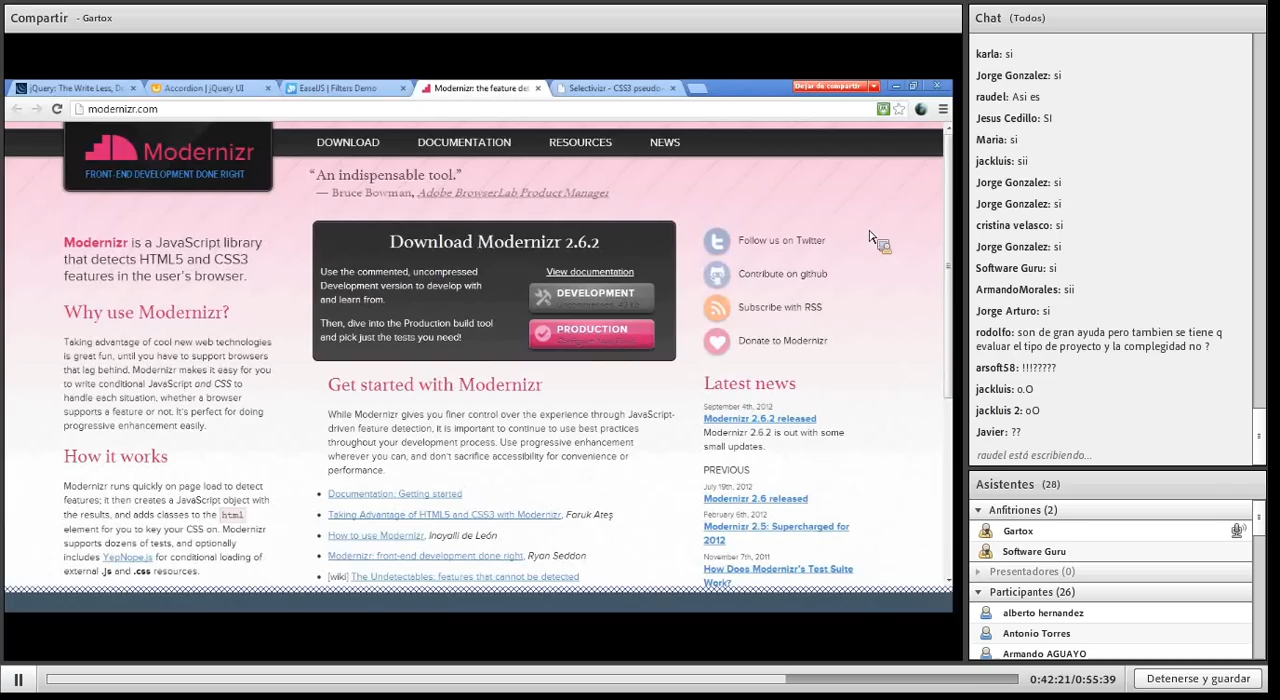 Compartir - Gartox
jQuery: The Write Less, D
Accordion | jQuery UI
EaselJS | Filters Demo
Modernizr: the feature de
Selectivizr - CSS3 pseudo-
Dejar de compartir
modernizr.com
Modernizr
FRONT-END DEVELOPMENT DONE RIGHT
DOWNLOAD DOCUMENTATION RESOURCES NEWS
“An indispensable tool.”
— Bruce Bowman, Adobe BrowserLab Product Manager
Modernizr is a JavaScript library
that detects HTML5 and CSS3
features in the user’s browser.
Why use Modernizr?
Taking advantage of cool new web technologies
is great fun, until you have to support browsers
that lag behind. Modernizr makes it easy for you
to write conditional JavaScript and CSS to
handle each situation, whether a browser
supports a feature or not. It’s perfect for doing
progressive enhancement easily.
How it works
Modernizr runs quickly on page load to detect
features; it then creates a JavaScript object with
the results, and adds classes to the html
element for you to key your CSS on. Modernizr
supports dozens of tests, and optionally
includes YepNope.js for conditional loading of
external .js and .css resources.
Download Modernizr 2.6.2
Use the commented, uncompressed
Development version to develop with
and learn from.
Then, dive into the Production build tool
and pick just the tests you need!
View documentation
DEVELOPMENT
PRODUCTION
Get started with Modernizr
While Modernizr gives you finer control over the experience through JavaScript-
driven feature detection, it is important to continue to use best practices
throughout your development process. Use progressive enhancement
wherever you can, and don’t sacrifice accessibility for convenience or
performance.
Documentation: Getting started
Taking Advantage of HTML5 and CSS3 with Modernizr, Faruk Ateş
How to use Modernizr, Inayaili de León
Modernizr: front-end development done right, Ryan Seddon
[wiki] The Undetectables: features that cannot be detected
Follow us on Twitter
Contribute on github
Subscribe with RSS
Donate to Modernizr
Latest news
September 4th, 2012
Modernizr 2.6.2 released
Modernizr 2.6.2 is out with some
small updates.
PREVIOUS
July 19th, 2012
Modernizr 2.6 released
February 6th, 2012
Modernizr 2.5: Supercharged for
2012
November 7th, 2011
How Does Modernizr’s Test Suite
Work?
Chat (Todos)
karla: si
Jorge Gonzalez: si
raudel: Asi es
Jesus Cedillo: SI
Maria: si
jackluis: sii
Jorge Gonzalez: si
Jorge Gonzalez: si
cristina velasco: si
Jorge Gonzalez: si
Software Guru: si
ArmandoMorales: sii
Jorge Arturo: si
rodolfo: son de gran ayuda pero tambien se tiene q
evaluar el tipo de proyecto y la complegidad no ?
arsoft58: !!!????
jackluis: o.O
jackluis 2: oO
Javier: ??
raudel está escribiendo...
Asistentes (28)
Anfitriones (2)
Gartox
Software Guru
Presentadores (0)
Participantes (26)
alberto hernandez
Antonio Torres
Armando AGUAYO
0:42:21/0:55:39
Detenerse y guardar